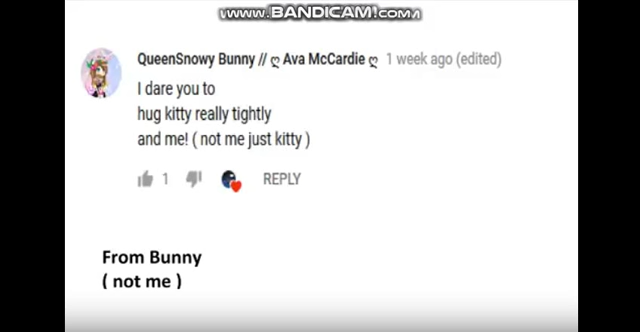 www.BANDICAM.com
QueenSnowy Bunny // ღ Ava McCardie ღ 1 week ago (edited)
I dare you to
hug kitty really tightly
and me! ( not me just kitty )
1 REPLY
From Bunny
( not me )